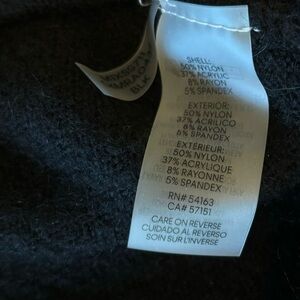 SHELL:
50% NYLON
37% ACRYLIC
8% RAYON
5% SPANDEX
EXTERIOR:
50% NYLON
37% ACRILICO
8% RAYON
5% SPANDEX
EXTÉRIEUR:
50% NYLON
37% ACRYLIQUE
8% RAYONNE
5% SPANDEX
RN# 54163
CA# 57151
CARE ON REVERSE
CUIDADO AL REVERSO
SOIN SUR L'INVERSE